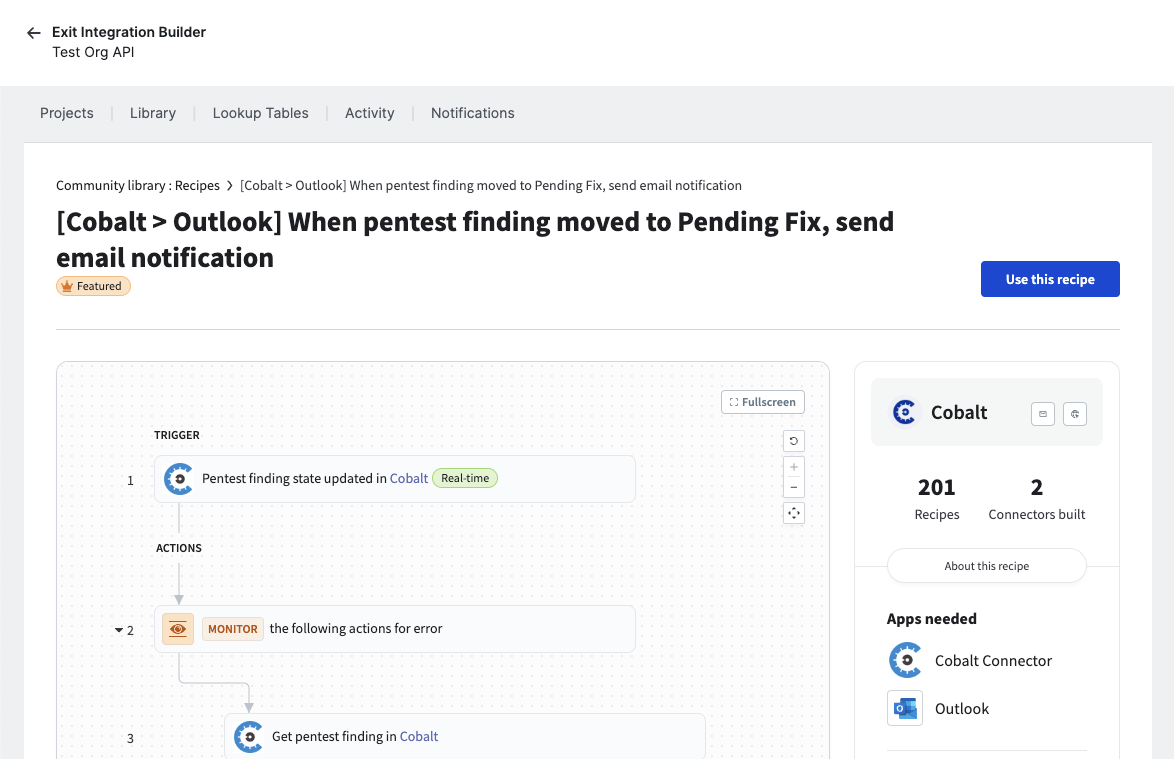 Exit Integration Builder
Test Org API
Projects | Library | Lookup Tables | Activity | Notifications
Community library : Recipes > [Cobalt > Outlook] When pentest finding moved to Pending Fix, send email notification
[Cobalt > Outlook] When pentest finding moved to Pending Fix, send
email notification
Featured
Use this recipe
Fullscreen
TRIGGER
1 Pentest finding state updated in Cobalt Real-time
ACTIONS
2 MONITOR the following actions for error
3 Get pentest finding in Cobalt
Cobalt
201 2
Recipes Connectors built
About this recipe
Apps needed
Cobalt Connector
Outlook